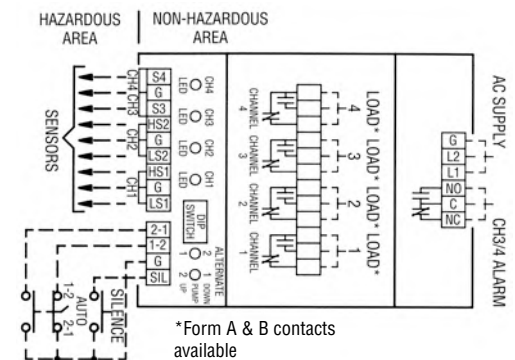 HAZARDOUS
AREA
NON-HAZARDOUS
AREA
SENSORS
CH4
CH3
CH2
CH1
S4
G
S3
HS2
G
LS2
HS1
G
LS1
LED CH4
LED CH3
LED CH2
LED CH1
DIP
SWITCH
2-1
1-2
G
SIL
ALTERNATE
2 1 DOWN
PUMP
1 2 UP
SILENCE
AUTO
1-2
2-1
CHANNEL
4
CHANNEL
3
CHANNEL
2
CHANNEL
1
4 LOAD*
3 LOAD*
2 LOAD*
1 LOAD*
AC SUPPLY
G
L2
L1
NO
C
NC
CH3/4 ALARM
*Form A & B contacts
available